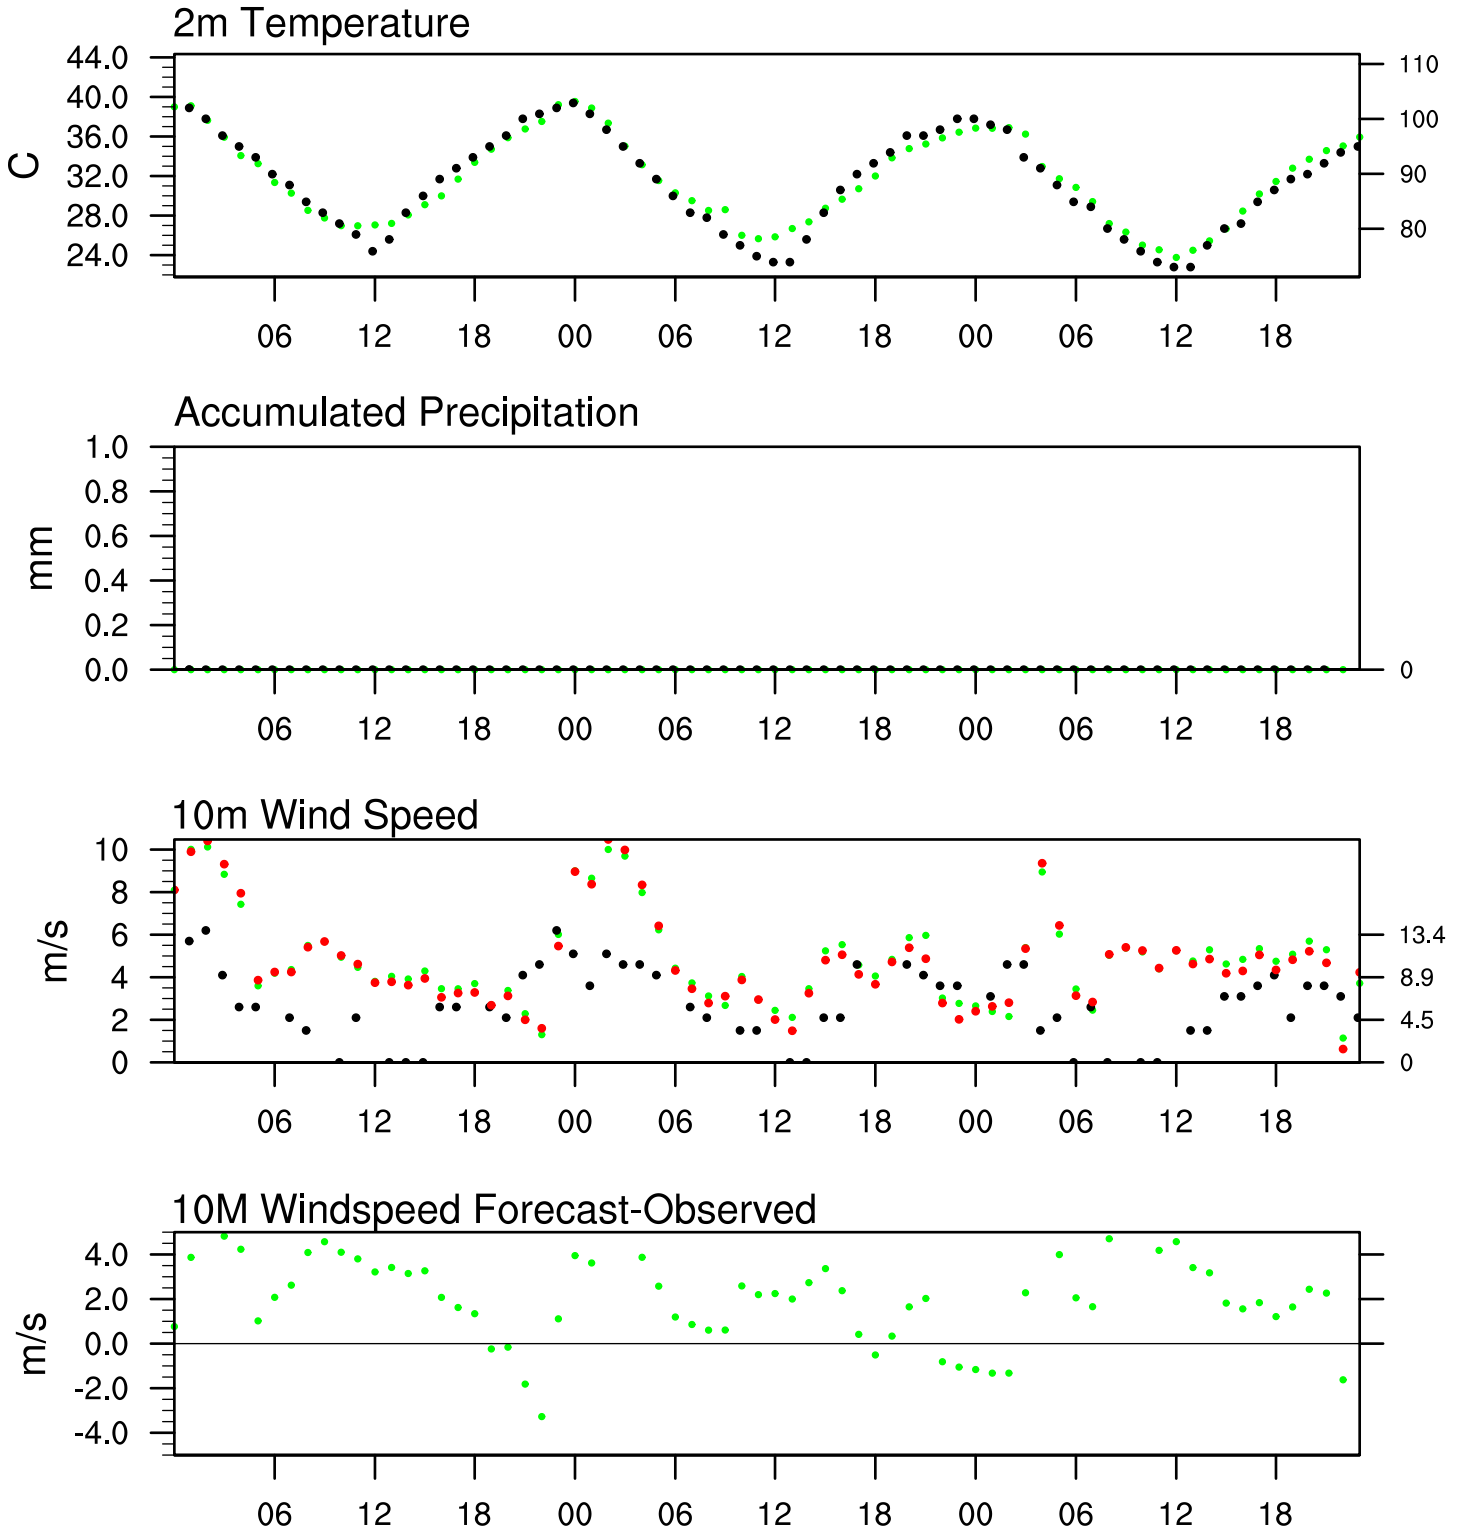 2m Temperature
44.0
40.0
36.0
32.0
28.0
24.0
C
110
100
90
80
06 12 18 00 06 12 18 00 06 12 18
Accumulated Precipitation
1.0
0.8
0.6
0.4
0.2
0.0
mm
0
06 12 18 00 06 12 18 00 06 12 18
10m Wind Speed
10
8
6
4
2
0
m/s
13.4
8.9
4.5
0
06 12 18 00 06 12 18 00 06 12 18
10M Windspeed Forecast-Observed
4.0
2.0
0.0
-2.0
-4.0
m/s
06 12 18 00 06 12 18 00 06 12 18